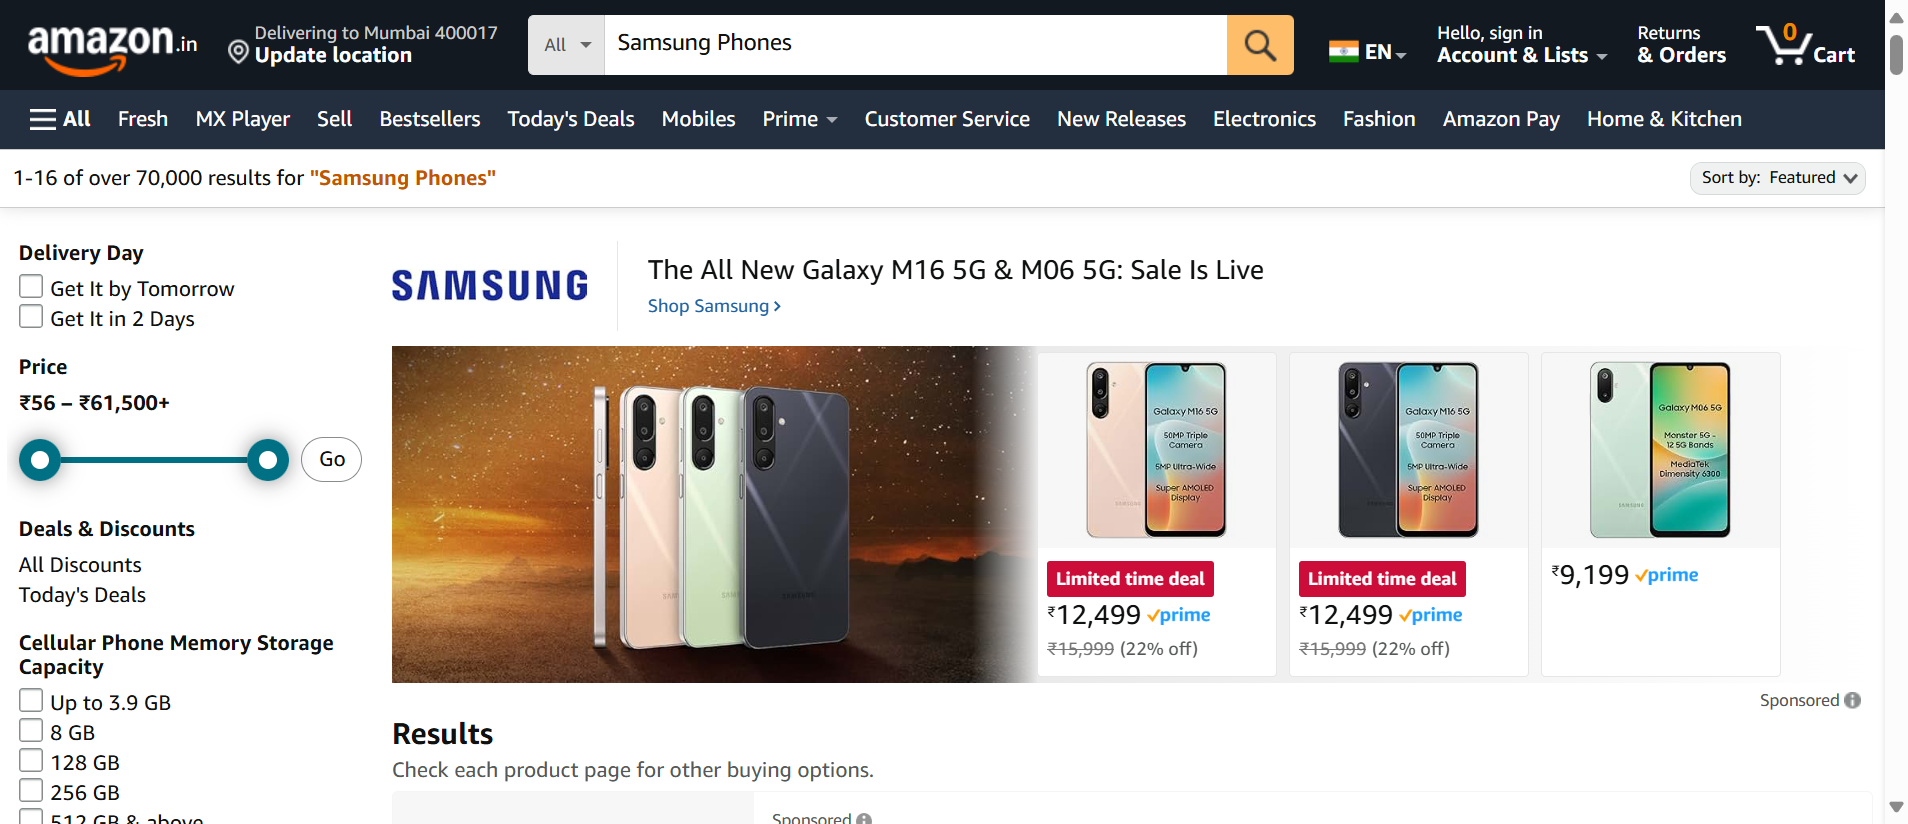 amazon.in
Delivering to Mumbai 400017
Update location
All
Samsung Phones
EN
Hello, sign in
Account & Lists
Returns
& Orders
0
Cart
All
Fresh
MX Player
Sell
Bestsellers
Today's Deals
Mobiles
Prime
Customer Service
New Releases
Electronics
Fashion
Amazon Pay
Home & Kitchen
1-16 of over 70,000 results for "Samsung Phones"
Sort by: Featured
Delivery Day
Get It by Tomorrow
Get It in 2 Days
Price
₹56 – ₹61,500+
Go
Deals & Discounts
All Discounts
Today's Deals
Cellular Phone Memory Storage
Capacity
Up to 3.9 GB
8 GB
128 GB
256 GB
512 GB & above
SAMSUNG
The All New Galaxy M16 5G & M06 5G: Sale Is Live
Shop Samsung
Galaxy M16 5G
50MP Triple
Camera
5MP Ultra-Wide
Super AMOLED
Display
Limited time deal
₹12,499 prime
₹15,999 (22% off)
Galaxy M16 5G
50MP Triple
Camera
5MP Ultra-Wide
Super AMOLED
Display
Limited time deal
₹12,499 prime
₹15,999 (22% off)
SAMSUNG
Galaxy M06 5G
Monster 5G –
12 5G Bands
MediaTek
Dimensity 6300
₹9,199 prime
Sponsored
Results
Check each product page for other buying options.
Sponsored